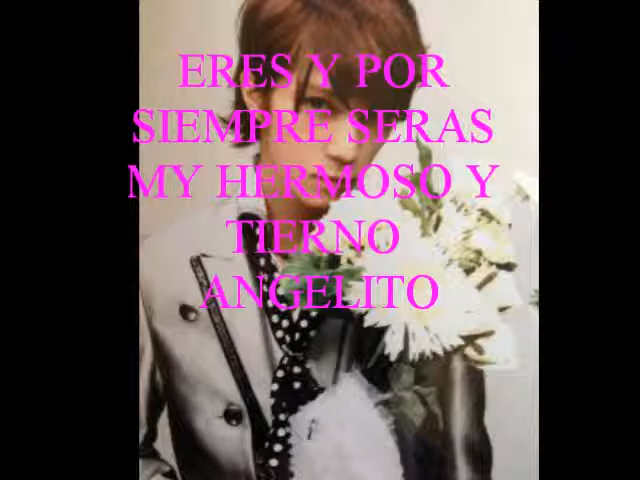 ERES Y POR
SIEMPRE SERAS
MY HERMOSO Y
TIERNO
ANGELITO